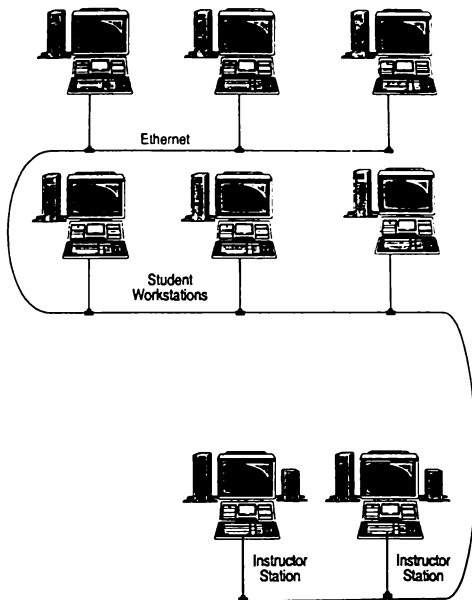 Ethernet
Student
Workstations
Instructor
Station
Instructor
Station